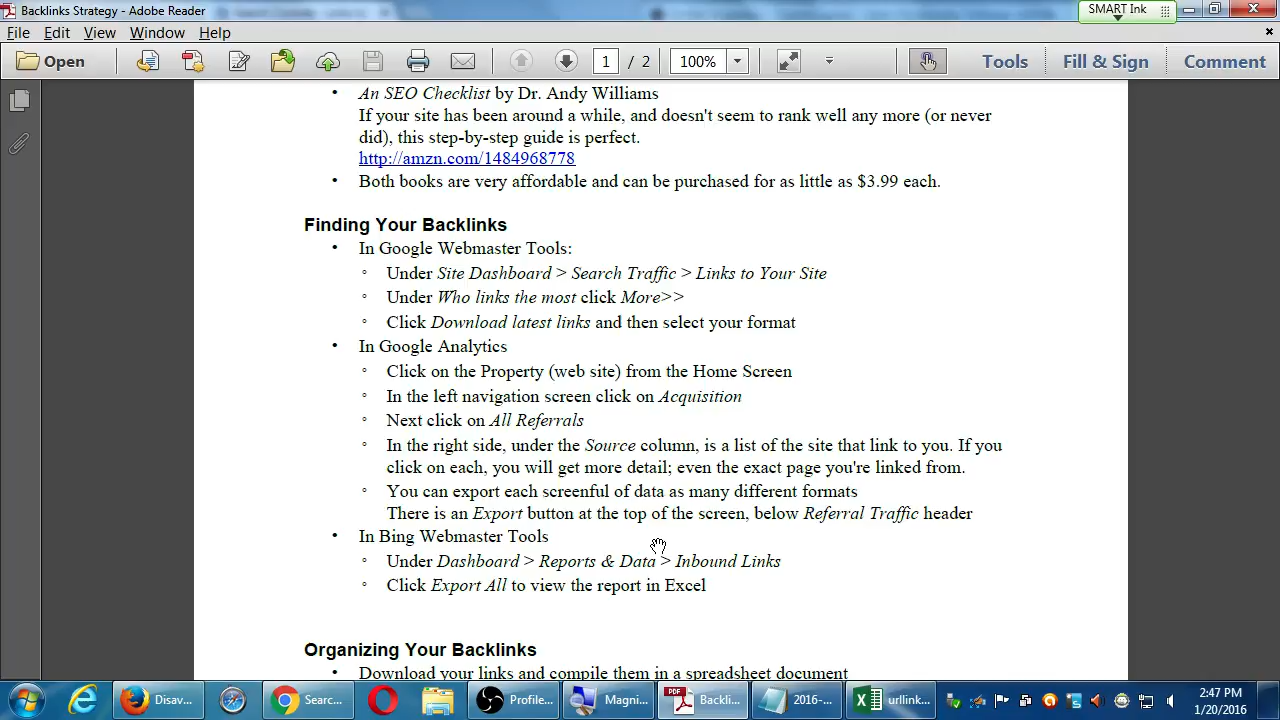 Backlinks Strategy - Adobe Reader
SMART Ink
File Edit View Window Help
Open
1 / 2
100%
Tools
Fill & Sign
Comment
• An SEO Checklist by Dr. Andy Williams
If your site has been around a while, and doesn't seem to rank well any more (or never
did), this step-by-step guide is perfect.
http://amzn.com/1484968778
• Both books are very affordable and can be purchased for as little as $3.99 each.
Finding Your Backlinks
• In Google Webmaster Tools:
◦ Under Site Dashboard > Search Traffic > Links to Your Site
◦ Under Who links the most click More>>
◦ Click Download latest links and then select your format
• In Google Analytics
◦ Click on the Property (web site) from the Home Screen
◦ In the left navigation screen click on Acquisition
◦ Next click on All Referrals
◦ In the right side, under the Source column, is a list of the site that link to you. If you
click on each, you will get more detail; even the exact page you're linked from.
◦ You can export each screenful of data as many different formats
There is an Export button at the top of the screen, below Referral Traffic header
• In Bing Webmaster Tools
◦ Under Dashboard > Reports & Data > Inbound Links
◦ Click Export All to view the report in Excel
Organizing Your Backlinks
• Download your links and compile them in a spreadsheet document
Disav...
Searc...
Profile...
Magni...
Backli...
2016-...
urllink...
2:47 PM
1/20/2016